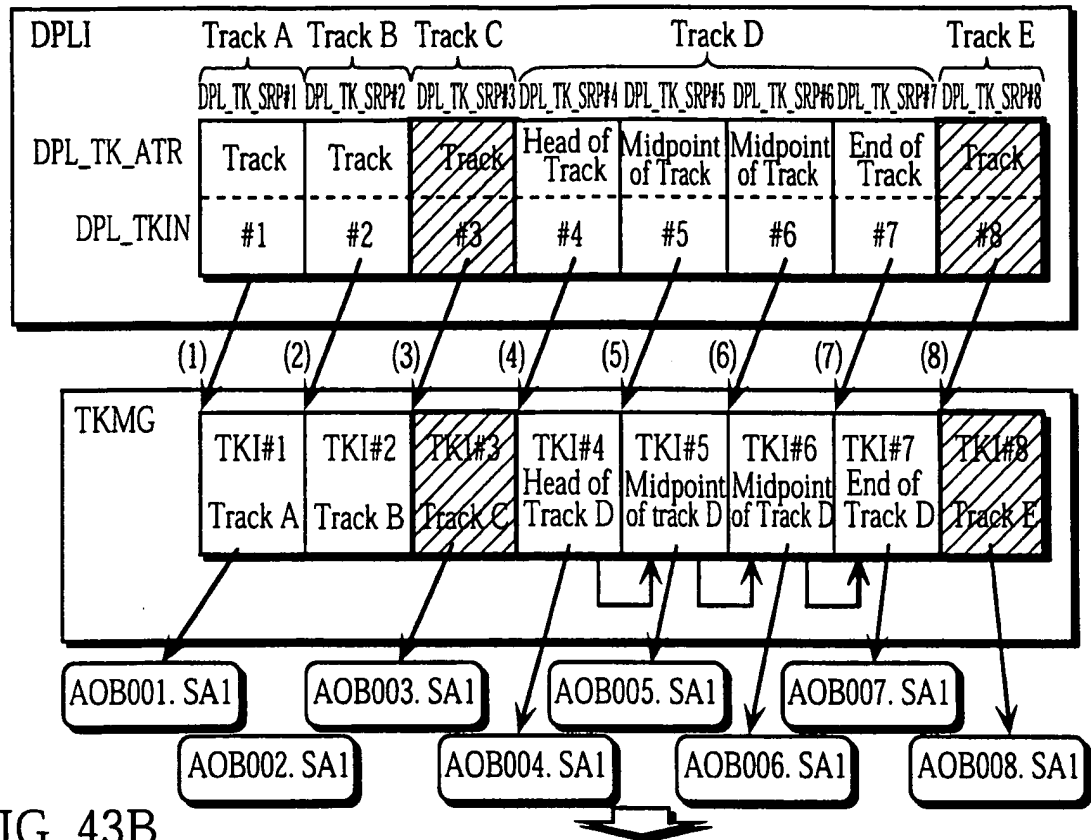 DPLI Track A Track B Track C Track D Track E
DPL_TK_SRP#1 DPL_TK_SRP#2 DPL_TK_SRP#3 DPL_TK_SRP#4 DPL_TK_SRP#5 DPL_TK_SRP#6 DPL_TK_SRP#7 DPL_TK_SRP#8
DPL_TK_ATR Track Track Track Head of Track Midpoint of Track Midpoint of Track End of Track Track
DPL_TKIN #1 #2 #3 #4 #5 #6 #7 #8
(1) (2) (3) (4) (5) (6) (7) (8)
TKMG
TKI#1 TKI#2 TKI#3 TKI#4 TKI#5 TKI#6 TKI#7 TKI#8
Track A Track B Track C Head of Track D Midpoint of track D Midpoint of Track D End of Track D Track E
AOB001. SA1 AOB003. SA1 AOB005. SA1 AOB007. SA1
AOB002. SA1 AOB004. SA1 AOB006. SA1 AOB008. SA1
IG. 43B